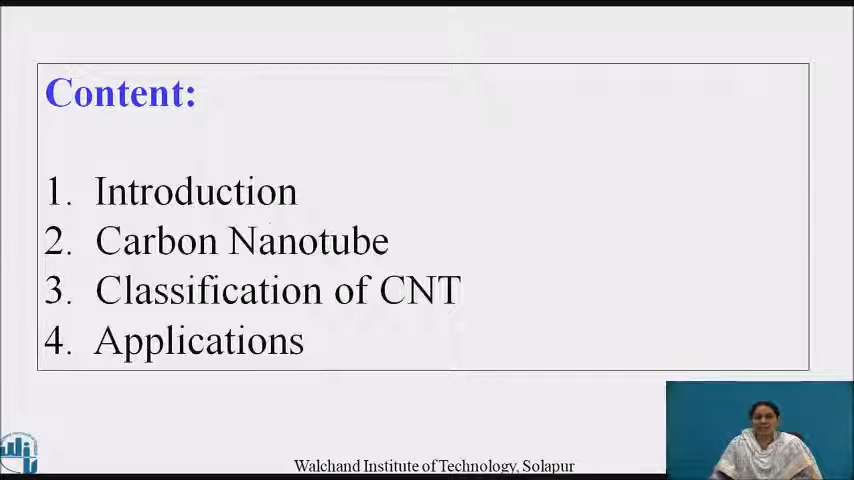 Content:
1. Introduction
2. Carbon Nanotube
3. Classification of CNT
4. Applications
Walchand Institute of Technology, Solapur